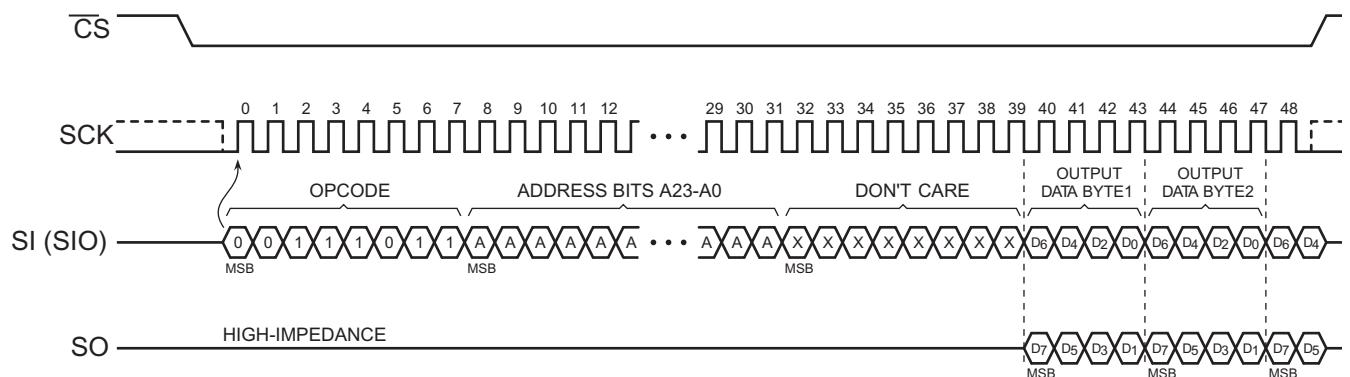 CS
0 1 2 3 4 5 6 7 8 9 10 11 12 29 30 31 32 33 34 35 36 37 38 39 40 41 42 43 44 45 46 47 48
SCK
OPCODE ADDRESS BITS A23-A0 DON'T CARE OUTPUT DATA BYTE1 OUTPUT DATA BYTE2
SI (SIO) 0 0 1 1 1 0 1 1 A A A A A A A A A X X X X X X X X D6 D4 D2 D0 D6 D4 D2 D0 D6 D4
MSB MSB MSB
HIGH-IMPEDANCE
SO D7 D5 D3 D1 D7 D5 D3 D1 D7 D5
MSB MSB MSB